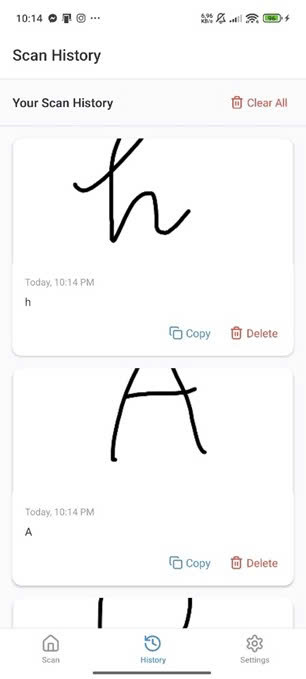 10:14
6,96 KB/s
96
Scan History
Your Scan History
Clear All
h
Today, 10:14 PM
h
Copy
Delete
A
Today, 10:14 PM
A
Copy
Delete
Scan
History
Settings